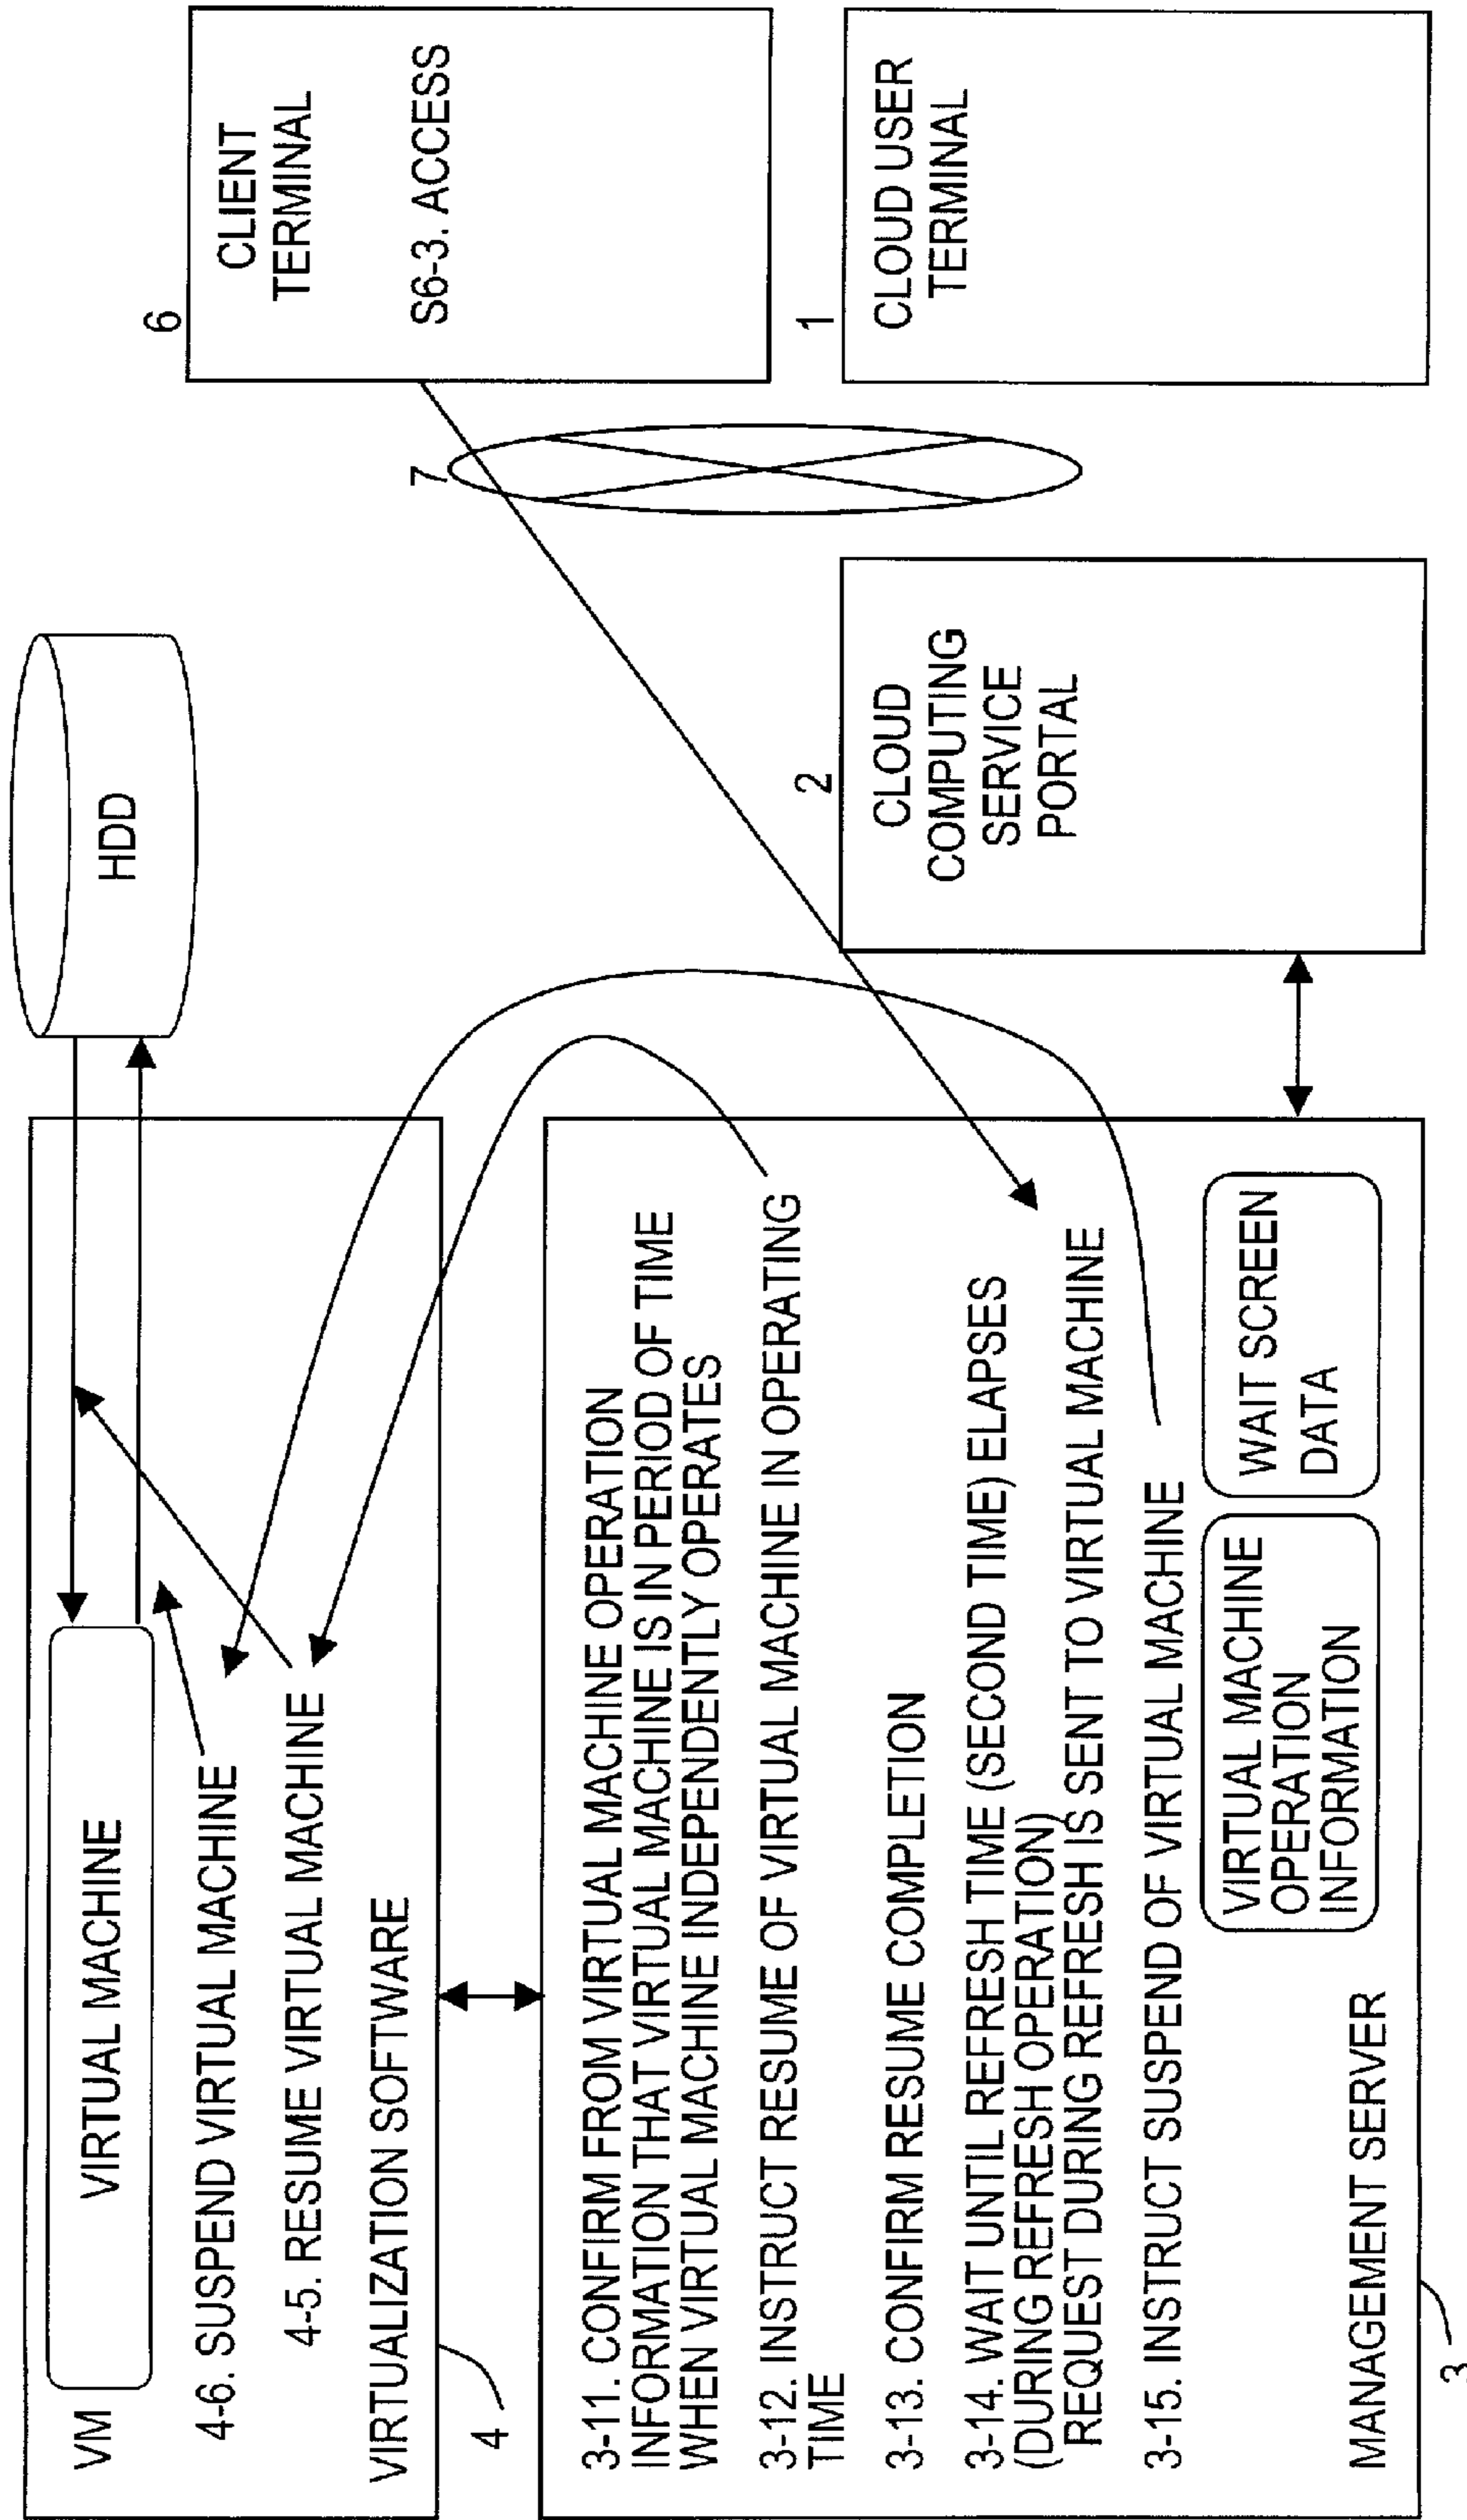 VM
VIRTUAL MACHINE
4-6. SUSPEND VIRTUAL MACHINE
4-5. RESUME VIRTUAL MACHINE
VIRTUALIZATION SOFTWARE
4
HDD
3-11. CONFIRM FROM VIRTUAL MACHINE OPERATION
INFORMATION THAT VIRTUAL MACHINE IS IN PERIOD OF TIME
WHEN VIRTUAL MACHINE INDEPENDENTLY OPERATES
3-12. INSTRUCT RESUME OF VIRTUAL MACHINE IN OPERATING
TIME
3-13. CONFIRM RESUME COMPLETION
3-14. WAIT UNTIL REFRESH TIME (SECOND TIME) ELAPSES
(DURING REFRESH OPERATION)
REQUEST DURING REFRESH IS SENT TO VIRTUAL MACHINE
3-15. INSTRUCT SUSPEND OF VIRTUAL MACHINE
VIRTUAL MACHINE
OPERATION
INFORMATION
WAIT SCREEN
DATA
MANAGEMENT SERVER
3
2
CLOUD
COMPUTING
SERVICE
PORTAL
7
6
CLIENT
TERMINAL
S6-3. ACCESS
1
CLOUD USER
TERMINAL